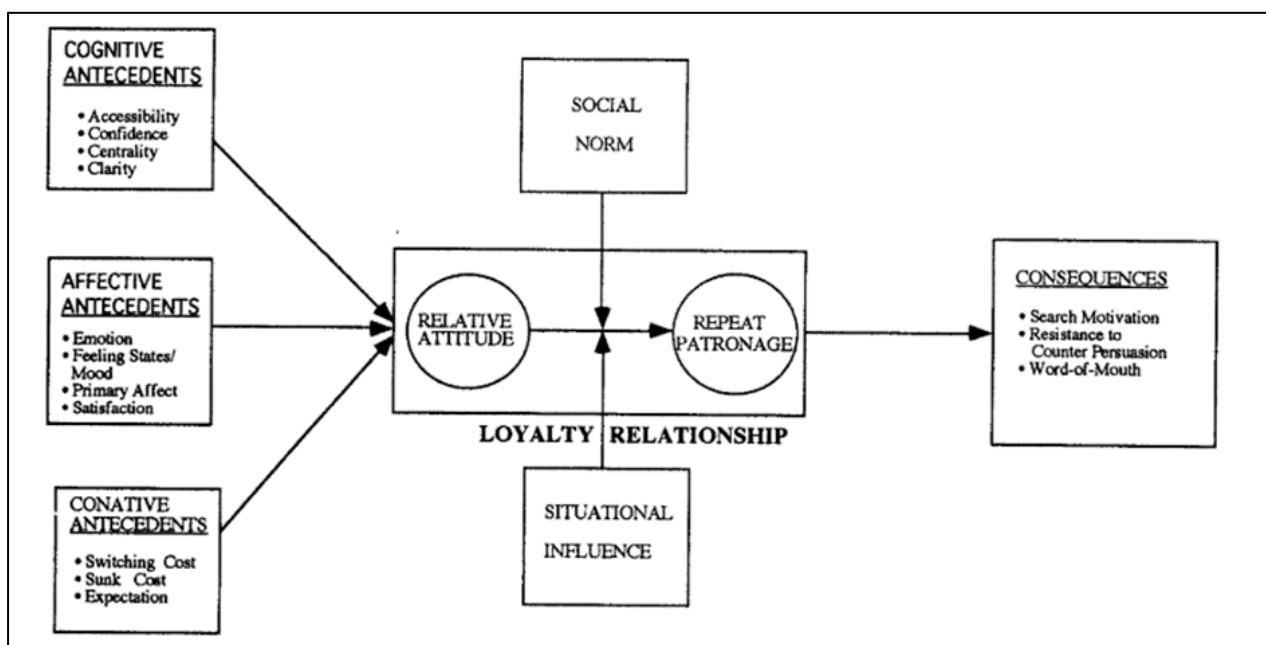 COGNITIVE
ANTECEDENTS
• Accessibility
• Confidence
• Centrality
• Clarity
AFFECTIVE
ANTECEDENTS
• Emotion
• Feeling States/
Mood
• Primary Affect
• Satisfaction
CONATIVE
ANTECEDENTS
• Switching Cost
• Sunk Cost
• Expectation
SOCIAL
NORM
RELATIVE
ATTITUDE
REPEAT
PATRONAGE
LOYALTY RELATIONSHIP
SITUATIONAL
INFLUENCE
CONSEQUENCES
• Search Motivation
• Resistance to
Counter Persuasion
• Word-of-Mouth